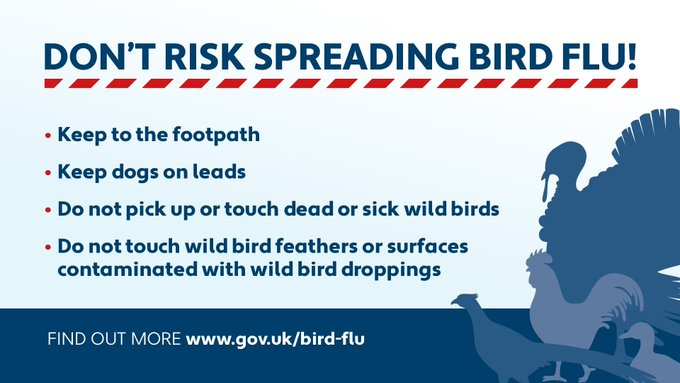 DON'T RISK SPREADING BIRD FLU!
• Keep to the footpath
• Keep dogs on leads
• Do not pick up or touch dead or sick wild birds
• Do not touch wild bird feathers or surfaces
contaminated with wild bird droppings
FIND OUT MORE www.gov.uk/bird-flu